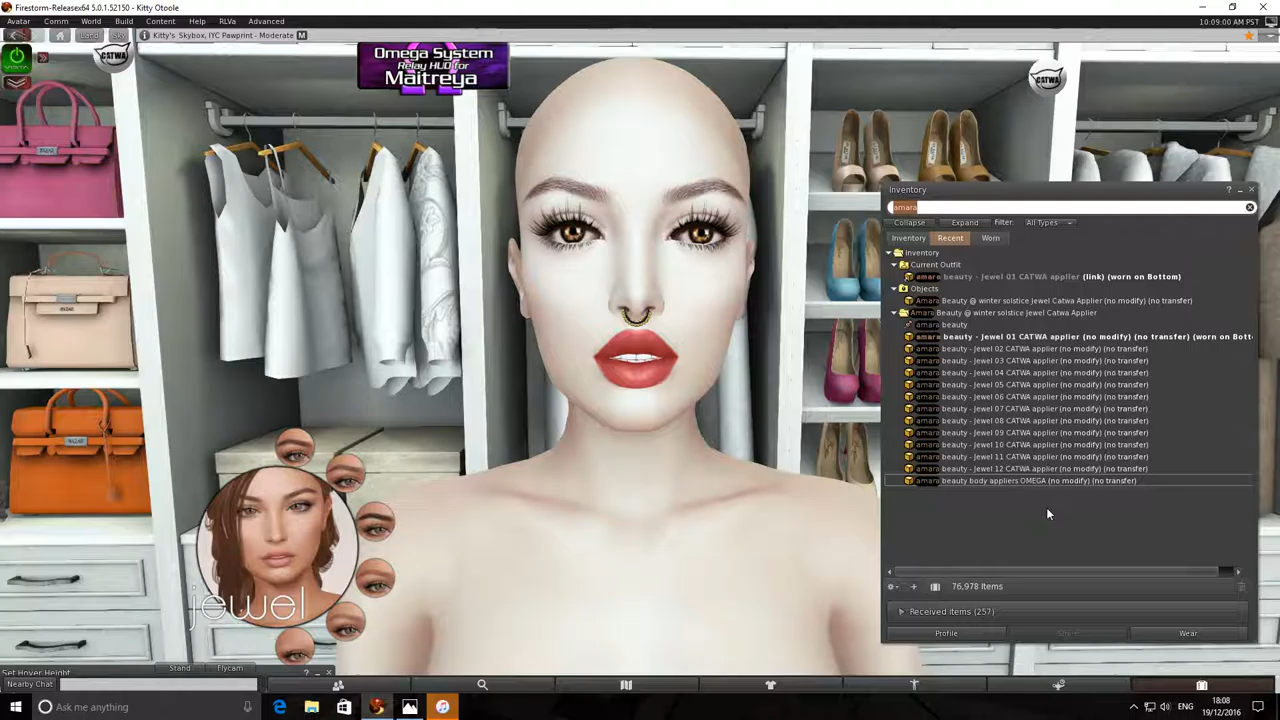 Firestorm-Releasex64 5.0.1.52150 - Kitty Otoole
Avatar Comm World Build Content Help RLVa Advanced
10:09:00 AM PST
Land Sky Kitty's Skybox, IYC Pawprint - Moderate M
CATWA
Omega System
Relay HUD for
Maitreya
CATWA
Inventory
amara
Collapse Expand Filter: All Types
Inventory Recent Worn
Inventory
Current Outfit
amara beauty - Jewel 01 CATWA applier (link) (worn on Bottom)
Objects
Amara Beauty @ winter solstice Jewel Catwa Applier (no modify) (no transfer)
Amara Beauty @ winter solstice Jewel Catwa Applier
amara beauty
amara beauty - Jewel 01 CATWA applier (no modify) (no transfer) (worn on Bott
amara beauty - Jewel 02 CATWA applier (no modify) (no transfer)
amara beauty - Jewel 03 CATWA applier (no modify) (no transfer)
amara beauty - Jewel 04 CATWA applier (no modify) (no transfer)
amara beauty - Jewel 05 CATWA applier (no modify) (no transfer)
amara beauty - Jewel 06 CATWA applier (no modify) (no transfer)
amara beauty - Jewel 07 CATWA applier (no modify) (no transfer)
amara beauty - Jewel 08 CATWA applier (no modify) (no transfer)
amara beauty - Jewel 09 CATWA applier (no modify) (no transfer)
amara beauty - Jewel 10 CATWA applier (no modify) (no transfer)
amara beauty - Jewel 11 CATWA applier (no modify) (no transfer)
amara beauty - Jewel 12 CATWA applier (no modify) (no transfer)
amara beauty body appliers OMEGA (no modify) (no transfer)
76,978 Items
Received items (257)
Profile Share Wear
jewel
Set Hover Height
Stand Flycam
Nearby Chat
Ask me anything
ENG
18:08
19/12/2016